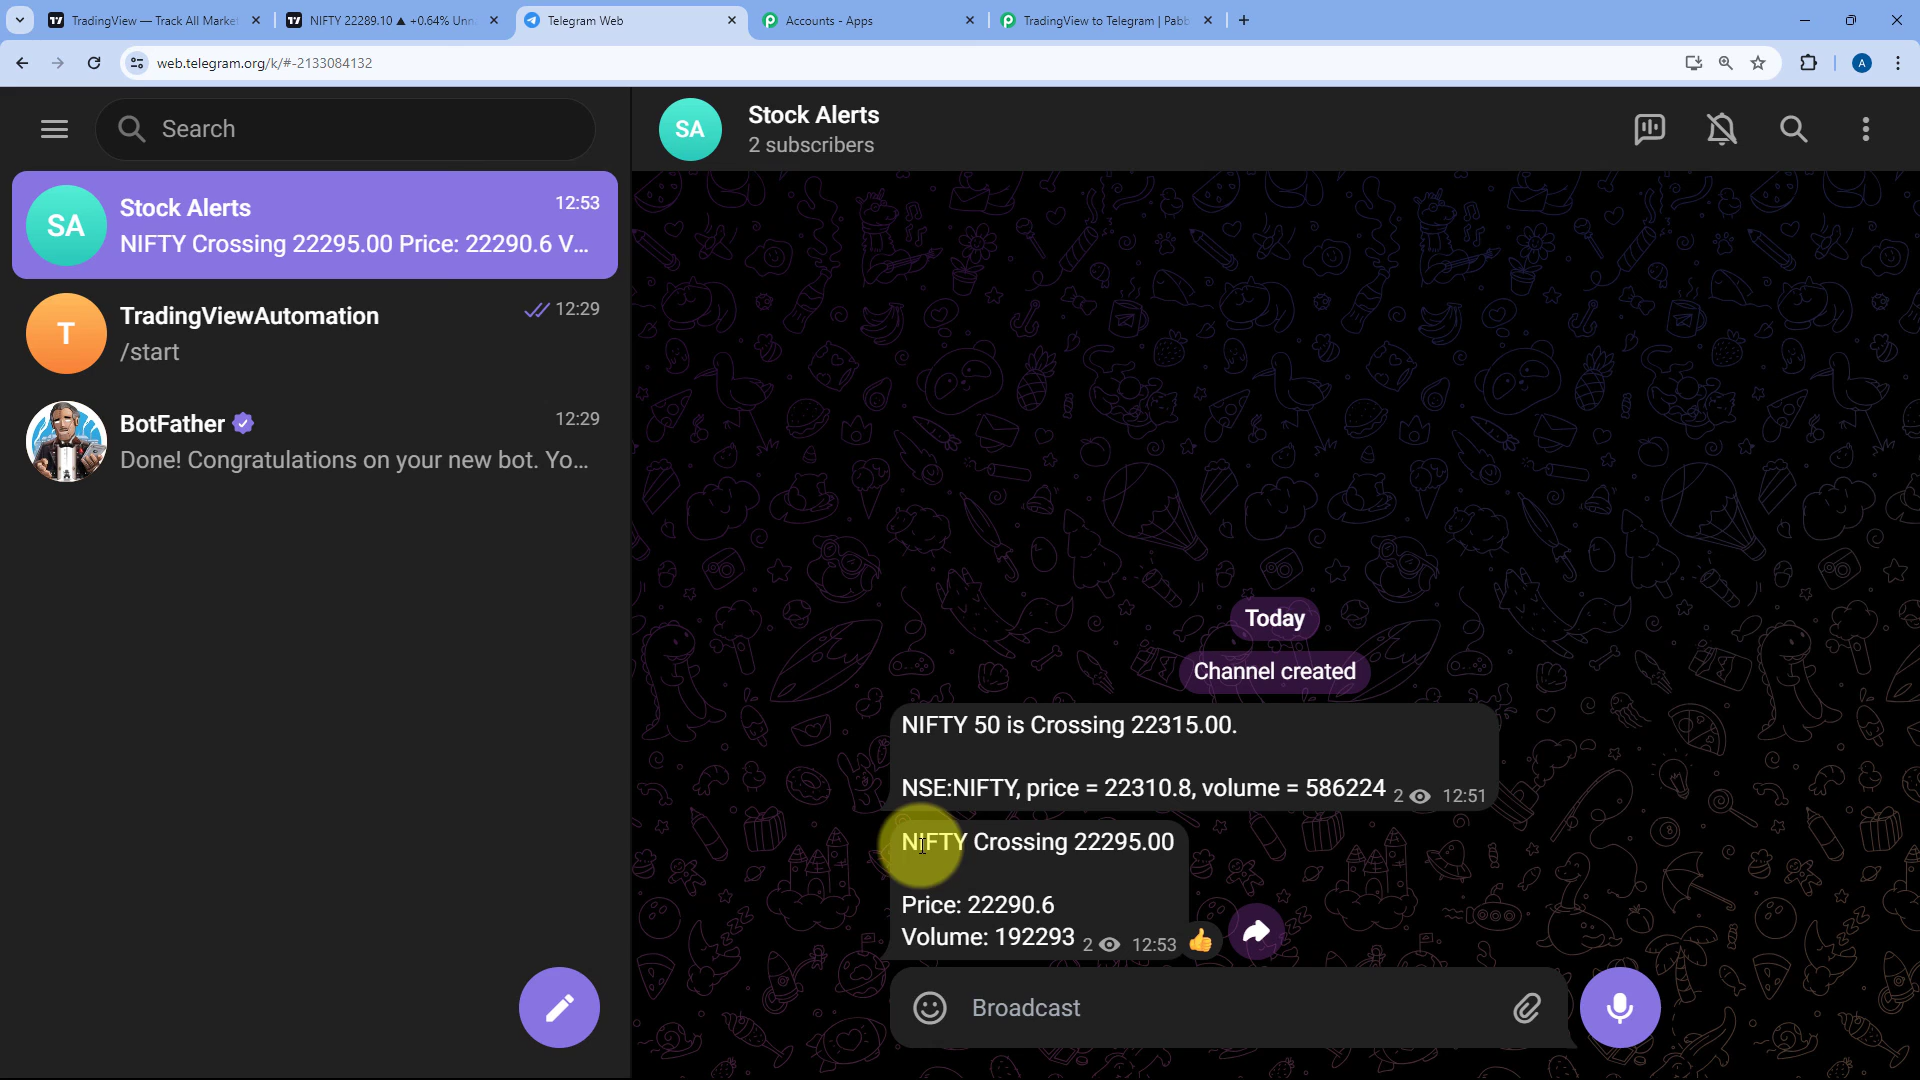 TradingView — Track All Marke
NIFTY 22289.10 ▲ +0.64% Unn
Telegram Web
Accounts - Apps
TradingView to Telegram | Pabb
web.telegram.org/k/#-2133084132
A
Search
SA
Stock Alerts
12:53
NIFTY Crossing 22295.00 Price: 22290.6 V...
T
TradingViewAutomation
12:29
/start
BotFather
12:29
Done! Congratulations on your new bot. Yo...
SA
Stock Alerts
2 subscribers
Today
Channel created
NIFTY 50 is Crossing 22315.00.
NSE:NIFTY, price = 22310.8, volume = 586224 2 12:51
NIFTY Crossing 22295.00
Price: 22290.6
Volume: 192293 2 12:53
Broadcast